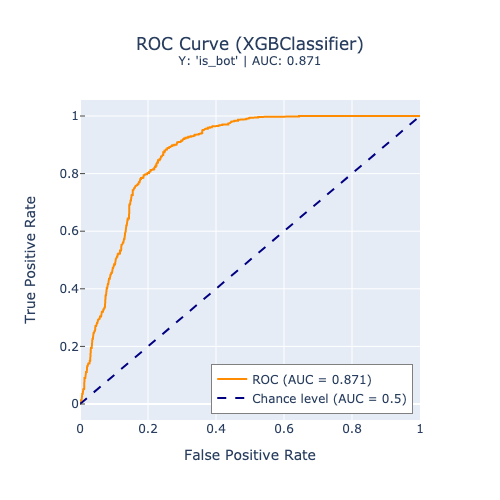 ROC Curve (XGBClassifier)
Y: 'is_bot' | AUC: 0.871
1
0.8
0.6
0.4
0.2
0
True Positive Rate
ROC (AUC = 0.871)
Chance level (AUC = 0.5)
0 0.2 0.4 0.6 0.8 1
False Positive Rate